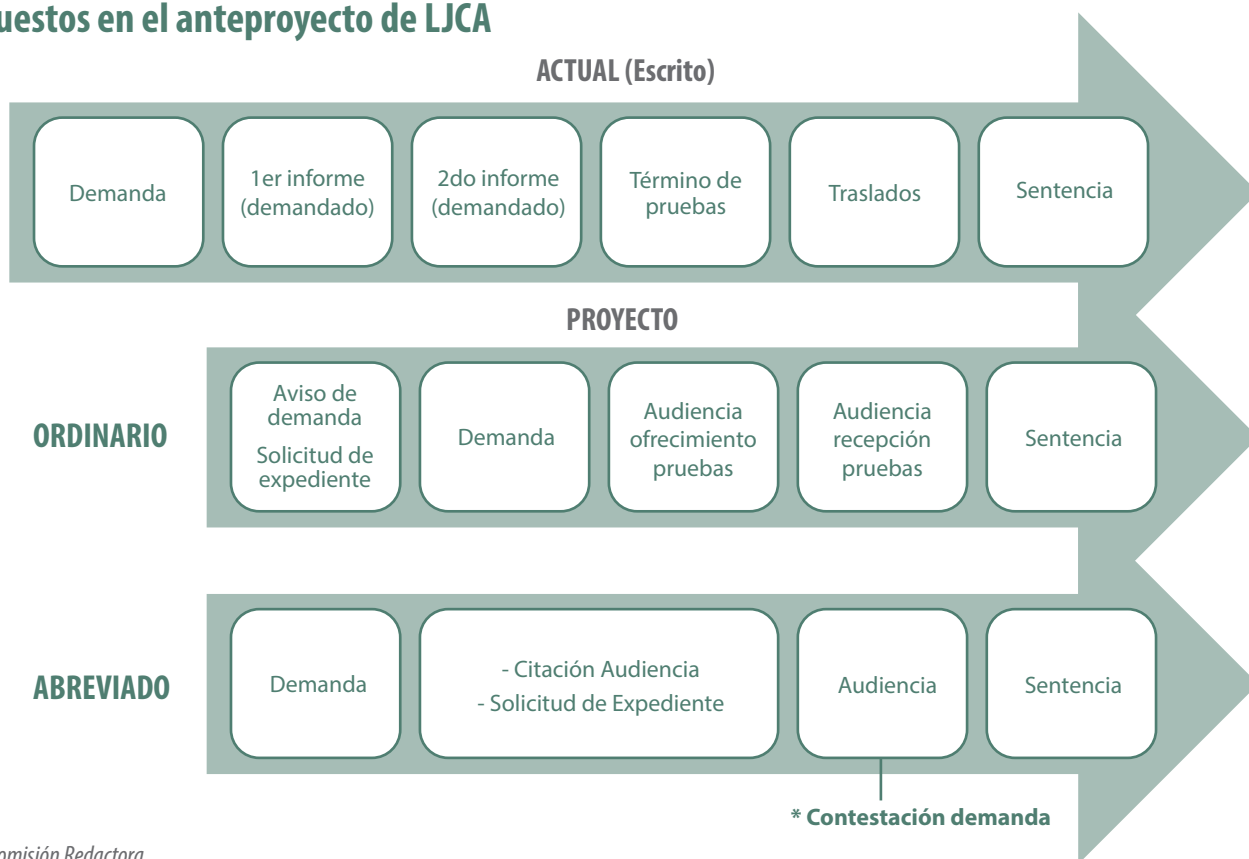 uestos en el anteproyecto de LJCA
ACTUAL (Escrito)
Demanda
1er informe
(demandado)
2do informe
(demandado)
Término de
pruebas
Traslados
Sentencia
PROYECTO
ORDINARIO
Aviso de
demanda
Solicitud de
expediente
Demanda
Audiencia
ofrecimiento
pruebas
Audiencia
recepción
pruebas
Sentencia
ABREVIADO
Demanda
- Citación Audiencia
- Solicitud de Expediente
Audiencia
Sentencia
* Contestación demanda
omisión Redactora